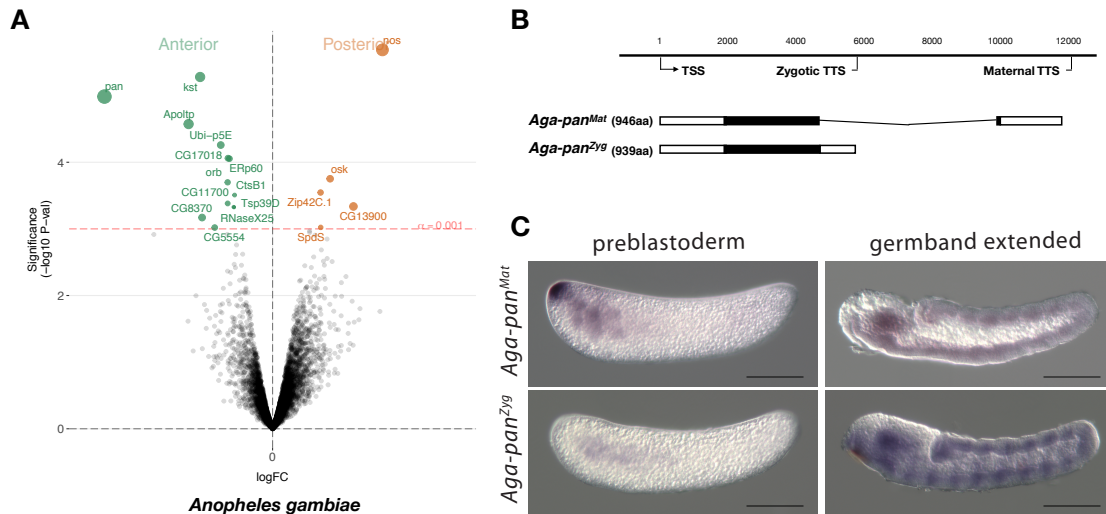 A
Anterior
Posterior
nos
pan
kst
Apoltp
Ubi-p5E
CG17018
ERp60
orb
osk
CG11700
CtsB1
Zip42C.1
CG8370
Tsp39D
CG13900
RNaseX25
CG5554
SpdS
α = 0.001
Significance
(−log10 P-val)
4
2
0
0
logFC
Anopheles gambiae
B
1 2000 4000 6000 8000 10000 12000
TSS Zygotic TTS Maternal TTS
Aga-panMat (946aa)
Aga-panZyg (939aa)
C
preblastoderm germband extended
Aga-panMat
Aga-panZyg